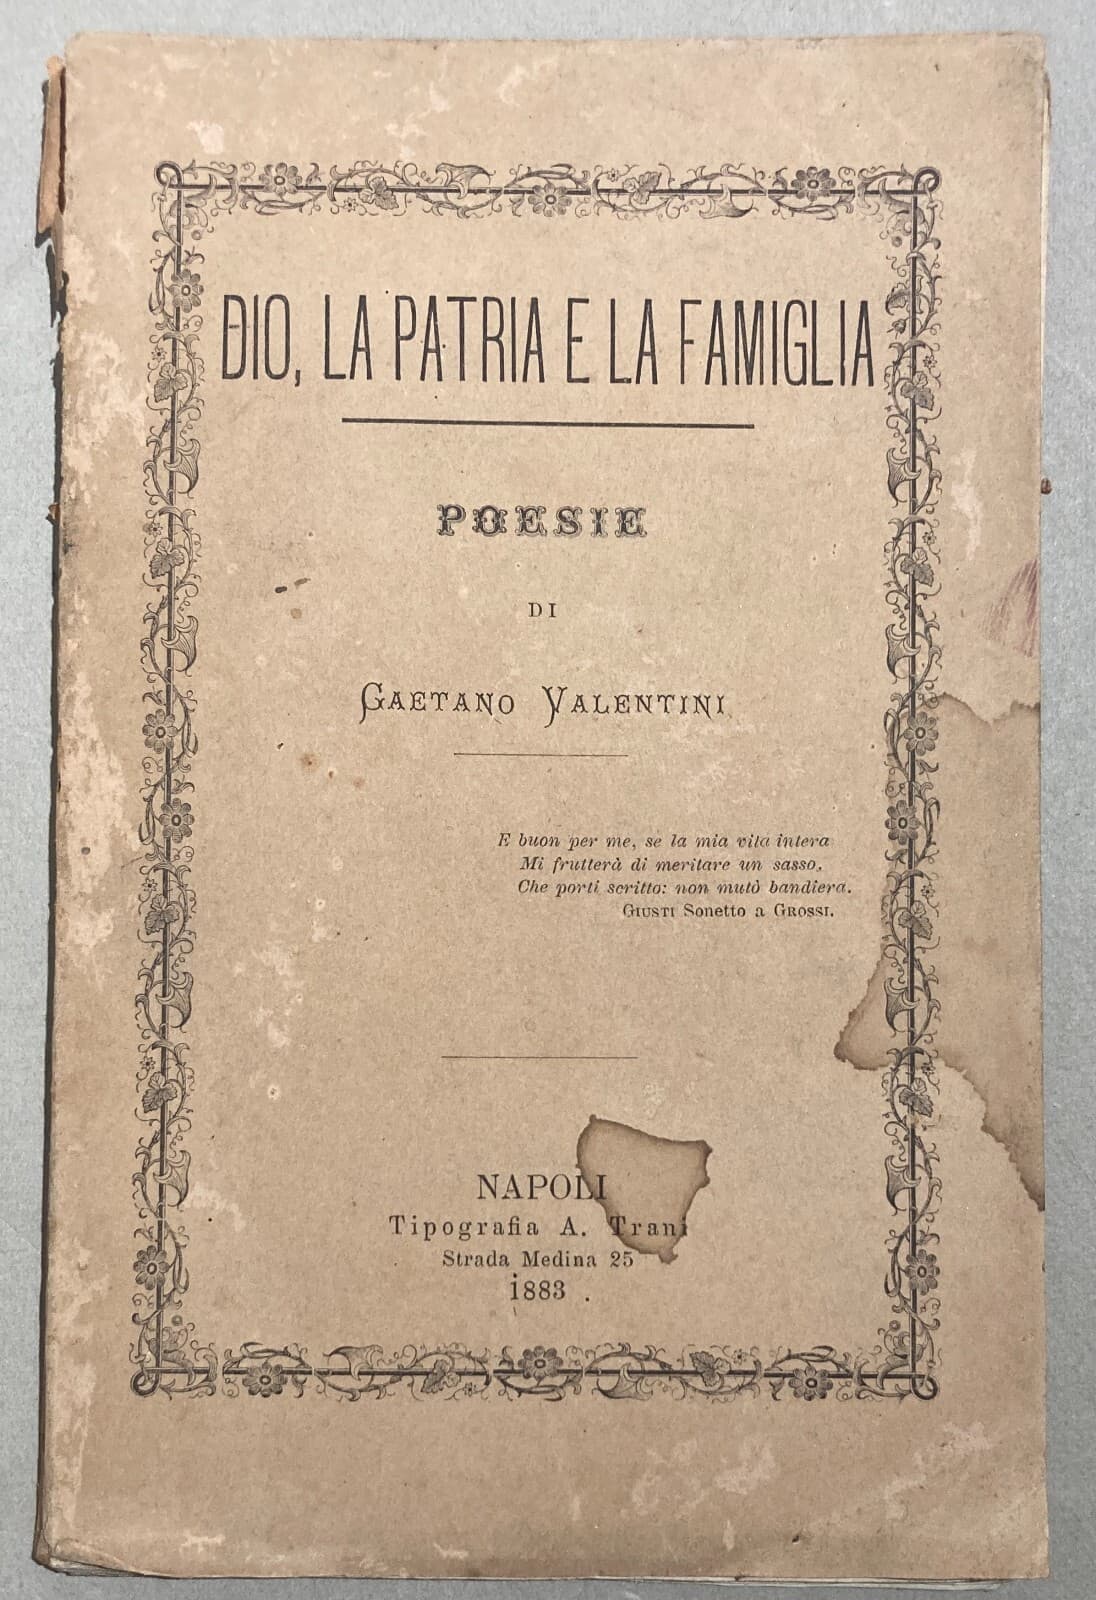 DIO, LA PATRIA E LA FAMIGLIA
POESIE
DI
GAETANO VALENTINI
E buon per me, se la mia vita intera
Mi frutterà di meritare un sasso,
Che porti scritto: non mutò bandiera.
GIUSTI Sonetto a GROSSI.
NAPOLI
Tipografia A. Trani
Strada Medina 25
1883